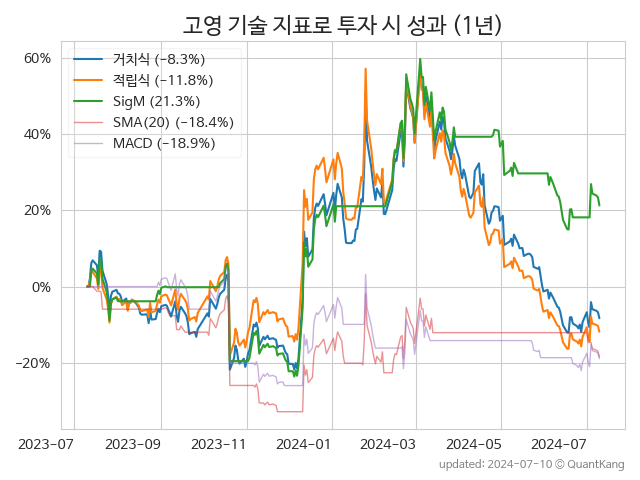 고영 기술 지표로 투자 시 성과 (1년)
거치식 (−8.3%)
적립식 (−11.8%)
SigM (21.3%)
SMA(20) (−18.4%)
MACD (−18.9%)
60%
40%
20%
0%
−20%
2023-07
2023-09
2023-11
2024-01
2024-03
2024-05
2024-07
updated: 2024-07-10 © QuantKang